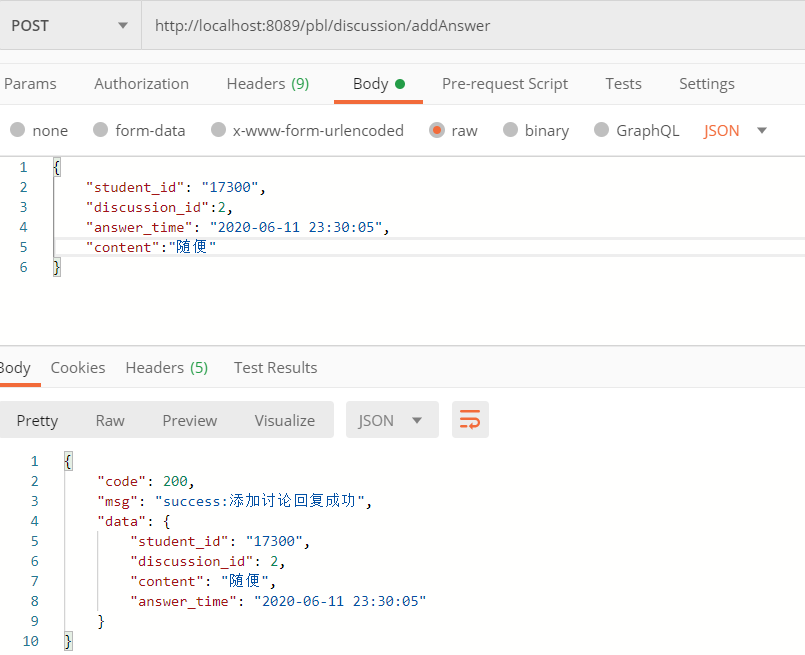 POST http://localhost:8089/pbl/discussion/addAnswer
Params Authorization Headers (9) Body Pre-request Script Tests Settings
none form-data x-www-form-urlencoded raw binary GraphQL JSON
1 {
2 "student_id": "17300",
3 "discussion_id":2,
4 "answer_time": "2020-06-11 23:30:05",
5 "content":"随便"
6 }
Body Cookies Headers (5) Test Results
Pretty Raw Preview Visualize JSON
1 {
2 "code": 200,
3 "msg": "success:添加讨论回复成功",
4 "data": {
5 "student_id": "17300",
6 "discussion_id": 2,
7 "content": "随便",
8 "answer_time": "2020-06-11 23:30:05"
9 }
10 }